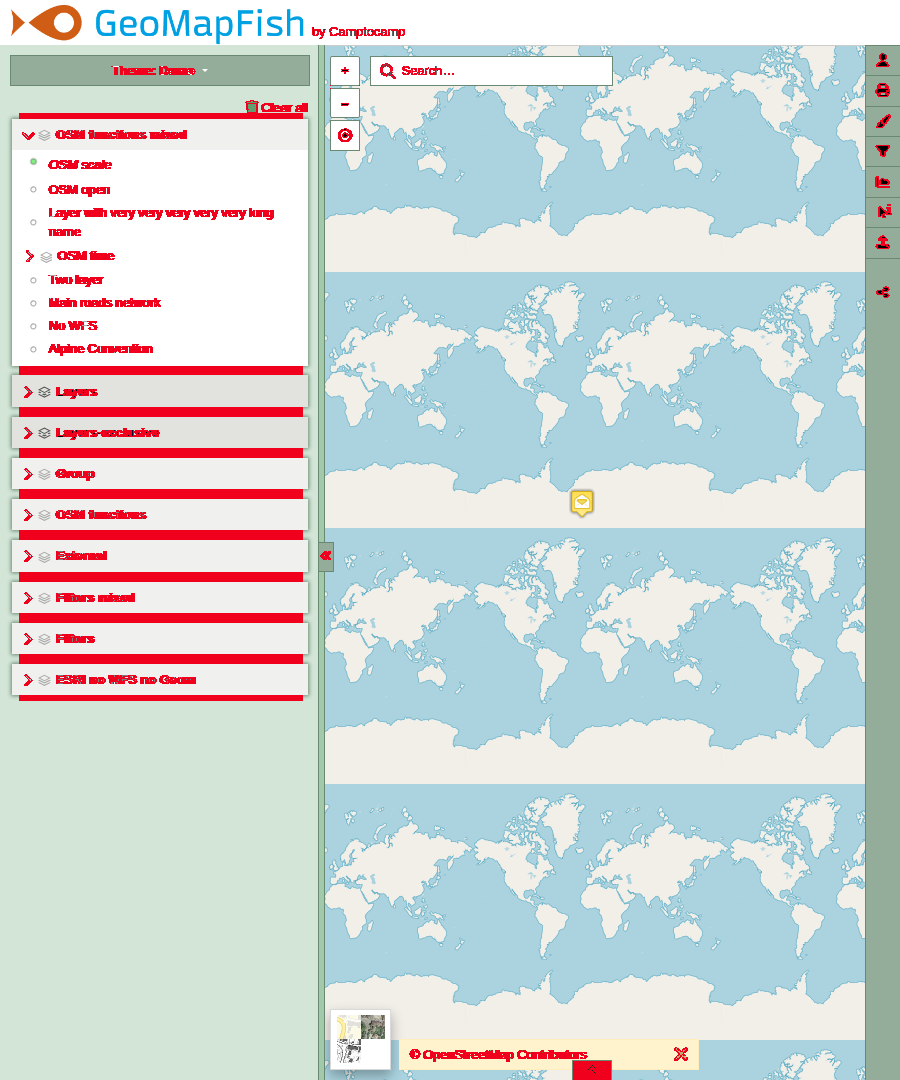 GeoMapFish by Camptocamp
Theme: Demo
Clear all
+
Search…
−
OSM functions mixed
OSM scale
OSM open
Layer with very very very very very long
name
OSM time
Two layer
Main roads network
No WFS
Alpine Convention
Layers
Layers-exclusive
Group
OSM functions
External
Filters mixed
Filters
ESRI no WFS no Geom
© OpenStreetMap Contributors